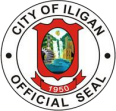 CITY OF ILIGAN
1950
OFFICIAL SEAL